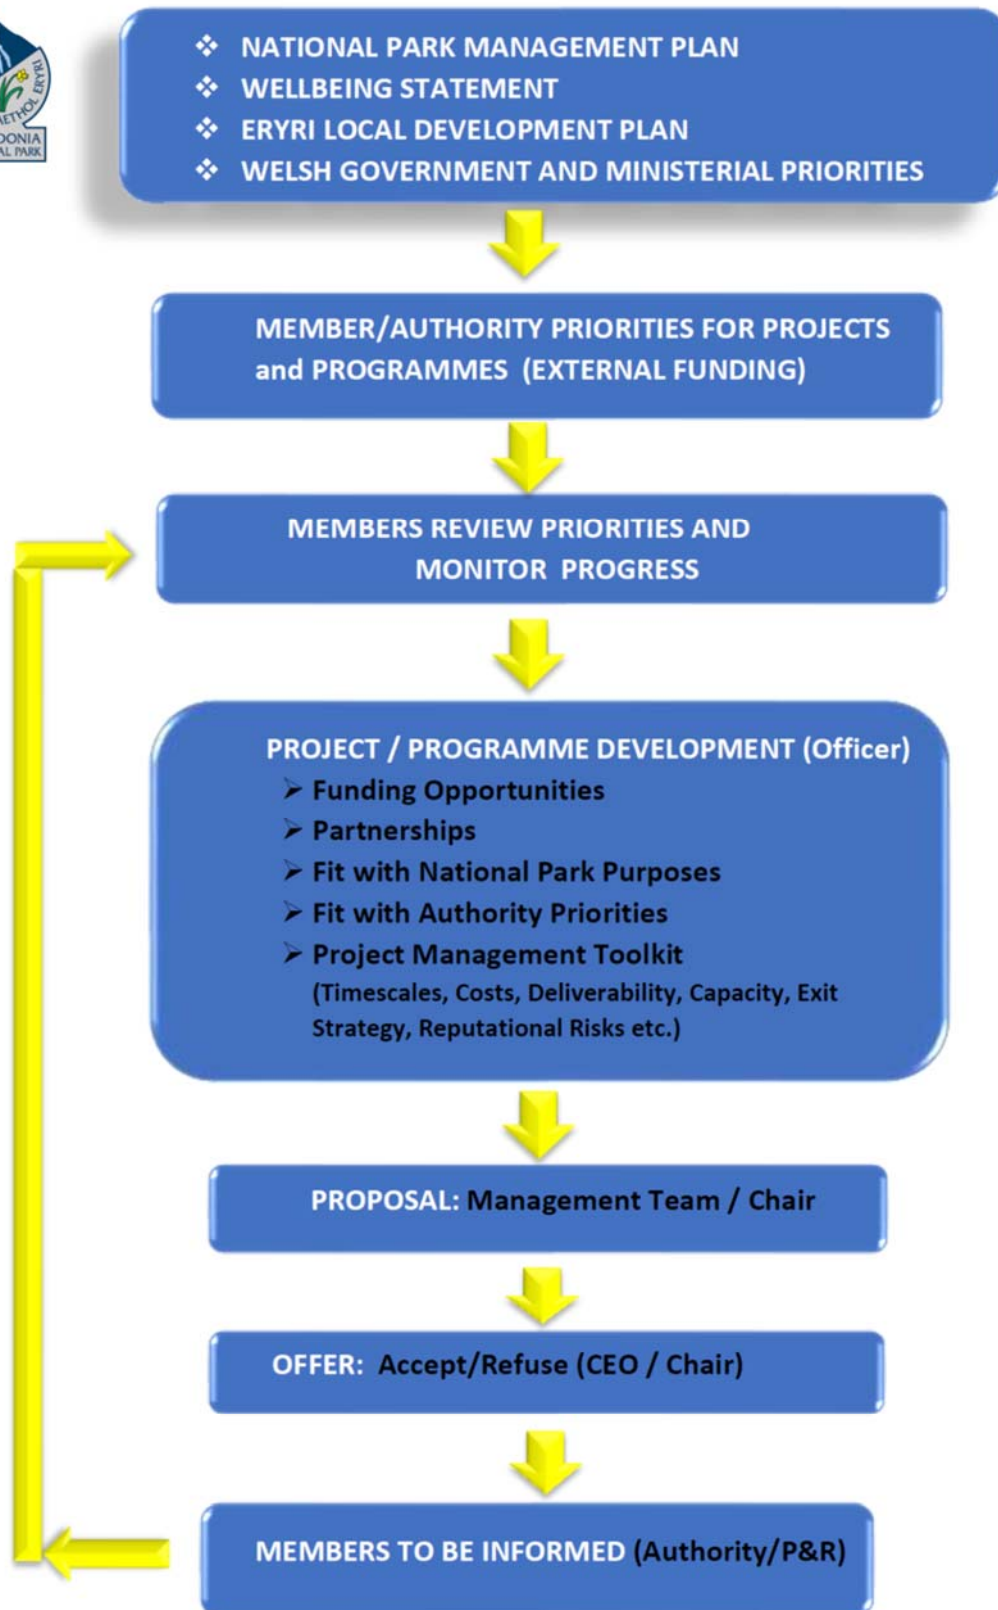 METHOL ERYRI
❖ NATIONAL PARK MANAGEMENT PLAN
❖ WELLBEING STATEMENT
❖ ERYRI LOCAL DEVELOPMENT PLAN
❖ WELSH GOVERNMENT AND MINISTERIAL PRIORITIES
MEMBER/AUTHORITY PRIORITIES FOR PROJECTS
and PROGRAMMES (EXTERNAL FUNDING)
MEMBERS REVIEW PRIORITIES AND
MONITOR PROGRESS
PROJECT / PROGRAMME DEVELOPMENT (Officer)
➢ Funding Opportunities
➢ Partnerships
➢ Fit with National Park Purposes
➢ Fit with Authority Priorities
➢ Project Management Toolkit
(Timescales, Costs, Deliverability, Capacity, Exit
Strategy, Reputational Risks etc.)
PROPOSAL: Management Team / Chair
OFFER: Accept/Refuse (CEO / Chair)
MEMBERS TO BE INFORMED (Authority/P&R)